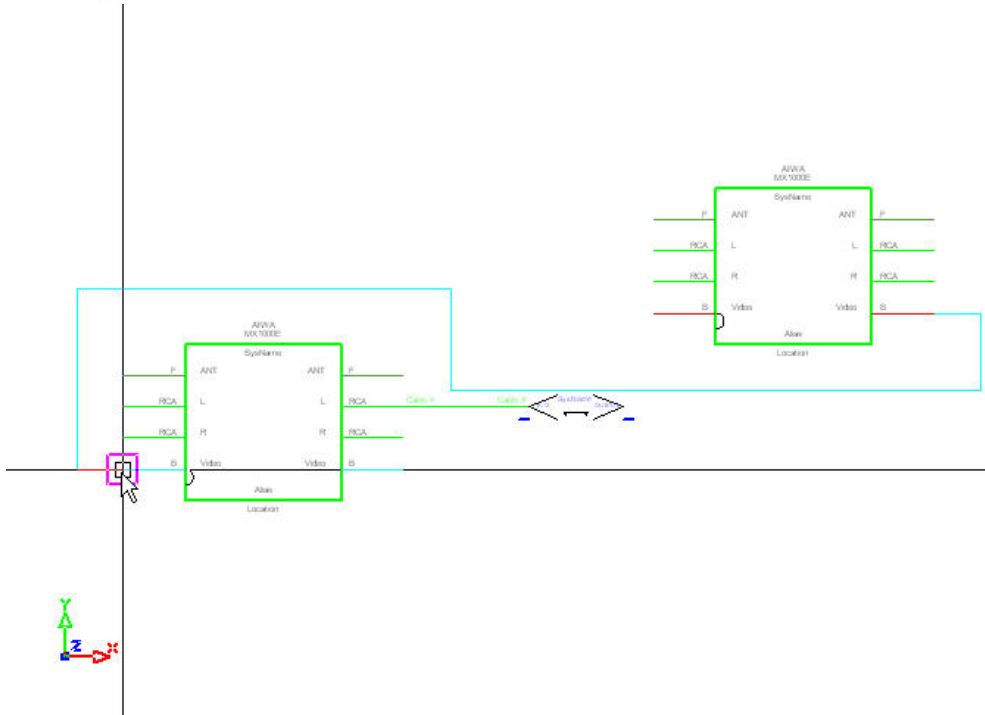 AIWA
MX1000E
SysName
F ANT ANT F
RCA L L RCA
RCA R R RCA
B Video Video B
Alias
Location
AIWA
MX1000E
SysName
F ANT ANT F
RCA L L RCA Cable # Cable # SysName
RCA R R RCA
B Video Video B
Alias
Location
Y
Z X